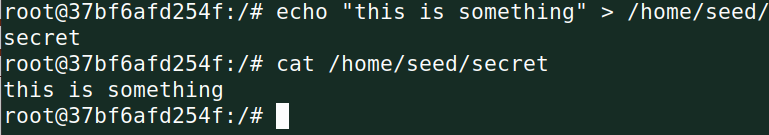 root@37bf6afd254f:/# echo "this is something" > /home/seed/
secret
root@37bf6afd254f:/# cat /home/seed/secret
this is something
root@37bf6afd254f:/#